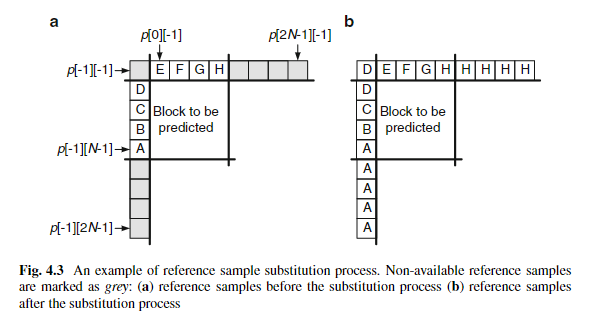 a
b
p[0][-1]
p[2N-1][-1]
p[-1][-1]
E F G H
D E F G H H H H H
D
D
C Block to be
C Block to be
B predicted
B predicted
p[-1][N-1] A
A
A
A
A
p[-1][2N-1]
A
Fig. 4.3 An example of reference sample substitution process. Non-available reference samples
are marked as grey: (a) reference samples before the substitution process (b) reference samples
after the substitution process